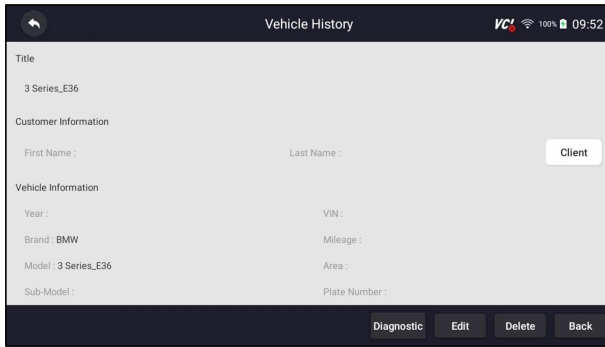 Vehicle History VCI 100% 09:52
Title
3 Series_E36
Customer Information
First Name : Last Name : Client
Vehicle Information
Year : VIN :
Brand : BMW Mileage :
Model : 3 Series_E36 Area :
Sub-Model : Plate Number :
Diagnostic Edit Delete Back